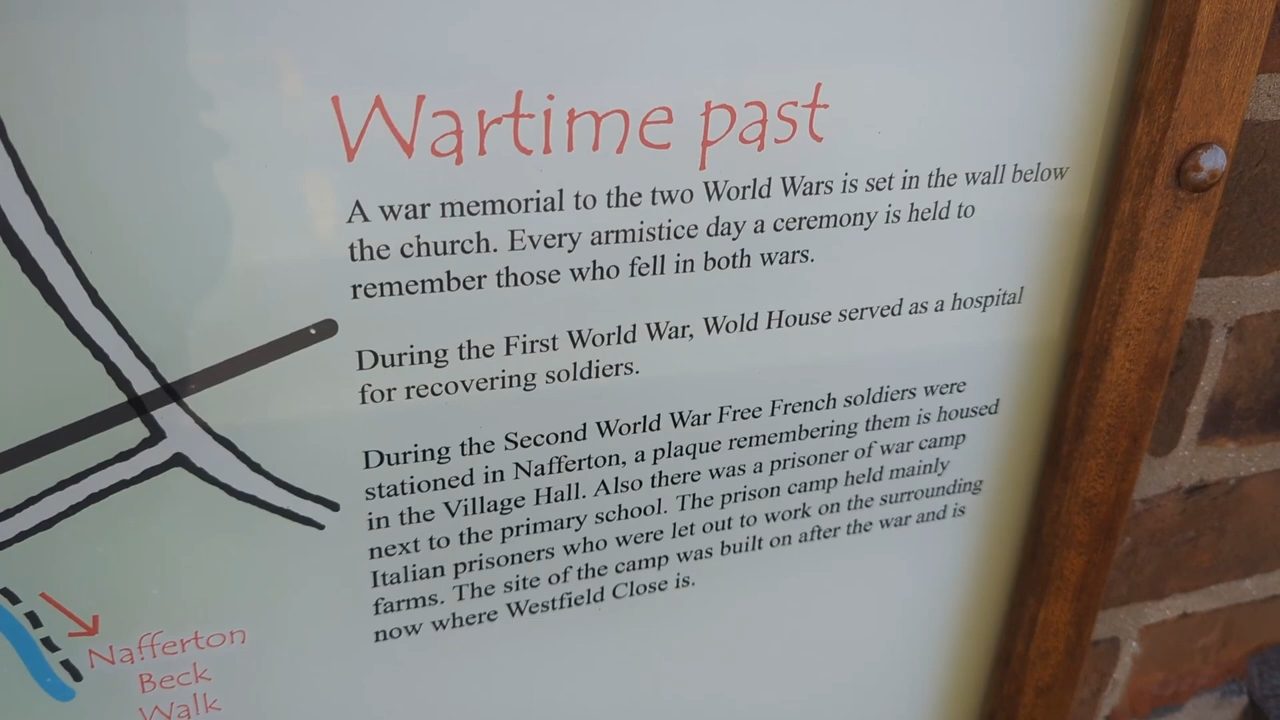 Wartime past
A war memorial to the two World Wars is set in the wall below
the church. Every armistice day a ceremony is held to
remember those who fell in both wars.
During the First World War, Wold House served as a hospital
for recovering soldiers.
During the Second World War Free French soldiers were
stationed in Nafferton, a plaque remembering them is housed
in the Village Hall. Also there was a prisoner of war camp
next to the primary school. The prison camp held mainly
Italian prisoners who were let out to work on the surrounding
farms. The site of the camp was built on after the war and is
now where Westfield Close is.
Nafferton
Beck
Walk